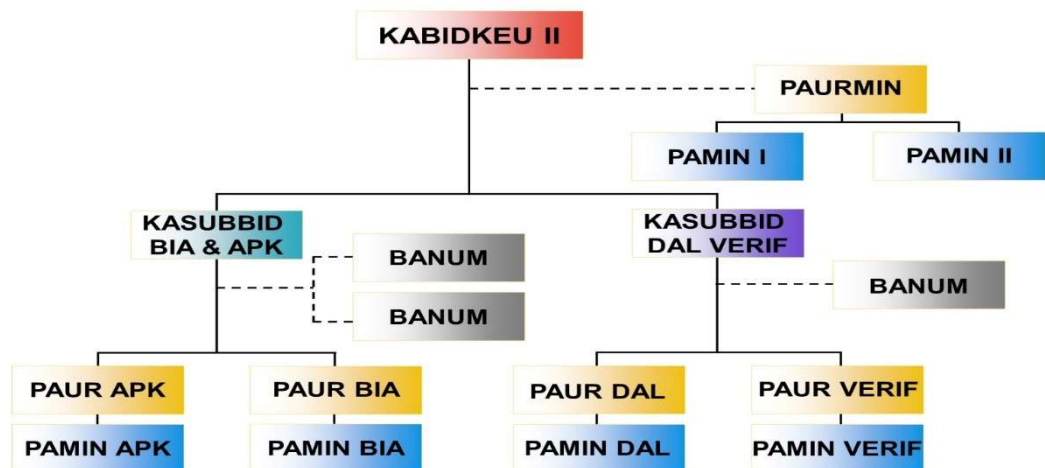 KABIDKEU II
PAURMIN
PAMIN I
PAMIN II
KASUBBID
BIA & APK
KASUBBID
DAL VERIF
BANUM
BANUM
BANUM
PAUR APK
PAUR BIA
PAUR DAL
PAUR VERIF
PAMIN APK
PAMIN BIA
PAMIN DAL
PAMIN VERIF